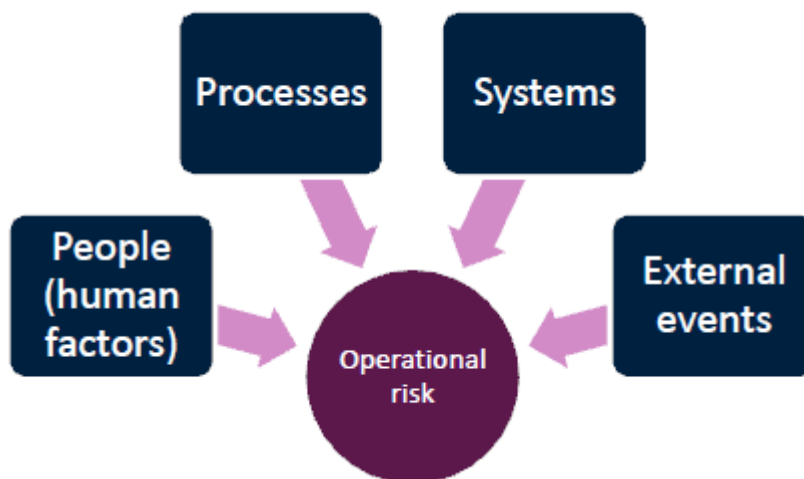 Processes
Systems
People
(human
factors)
External
events
Operational
risk